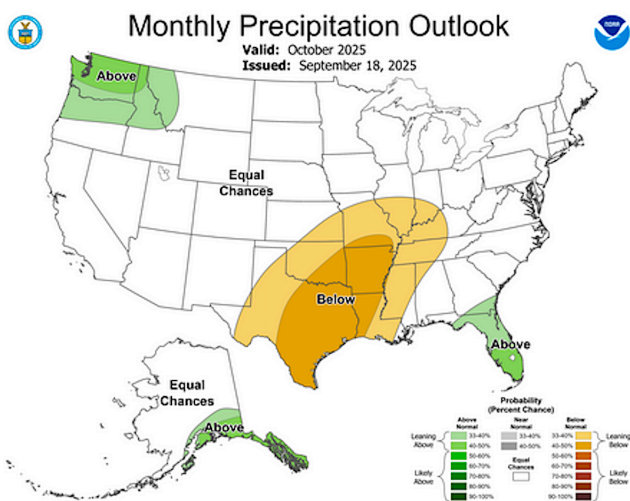 Monthly Precipitation Outlook
Valid: October 2025
Issued: September 18, 2025
NOAA
Above
Equal
Chances
Below
Above
Equal
Chances
Above
Probability
(Percent Chance)
Above
Normal
Near
Normal
Below
Normal
Leaning
Above
33-40%
40-50%
50-60%
60-70%
70-80%
80-90%
90-100%
Likely
Above
33-40%
40-50%
Equal
Chances
33-40%
40-50%
50-60%
60-70%
70-80%
80-90%
90-100%
Leaning
Below
Likely
Below